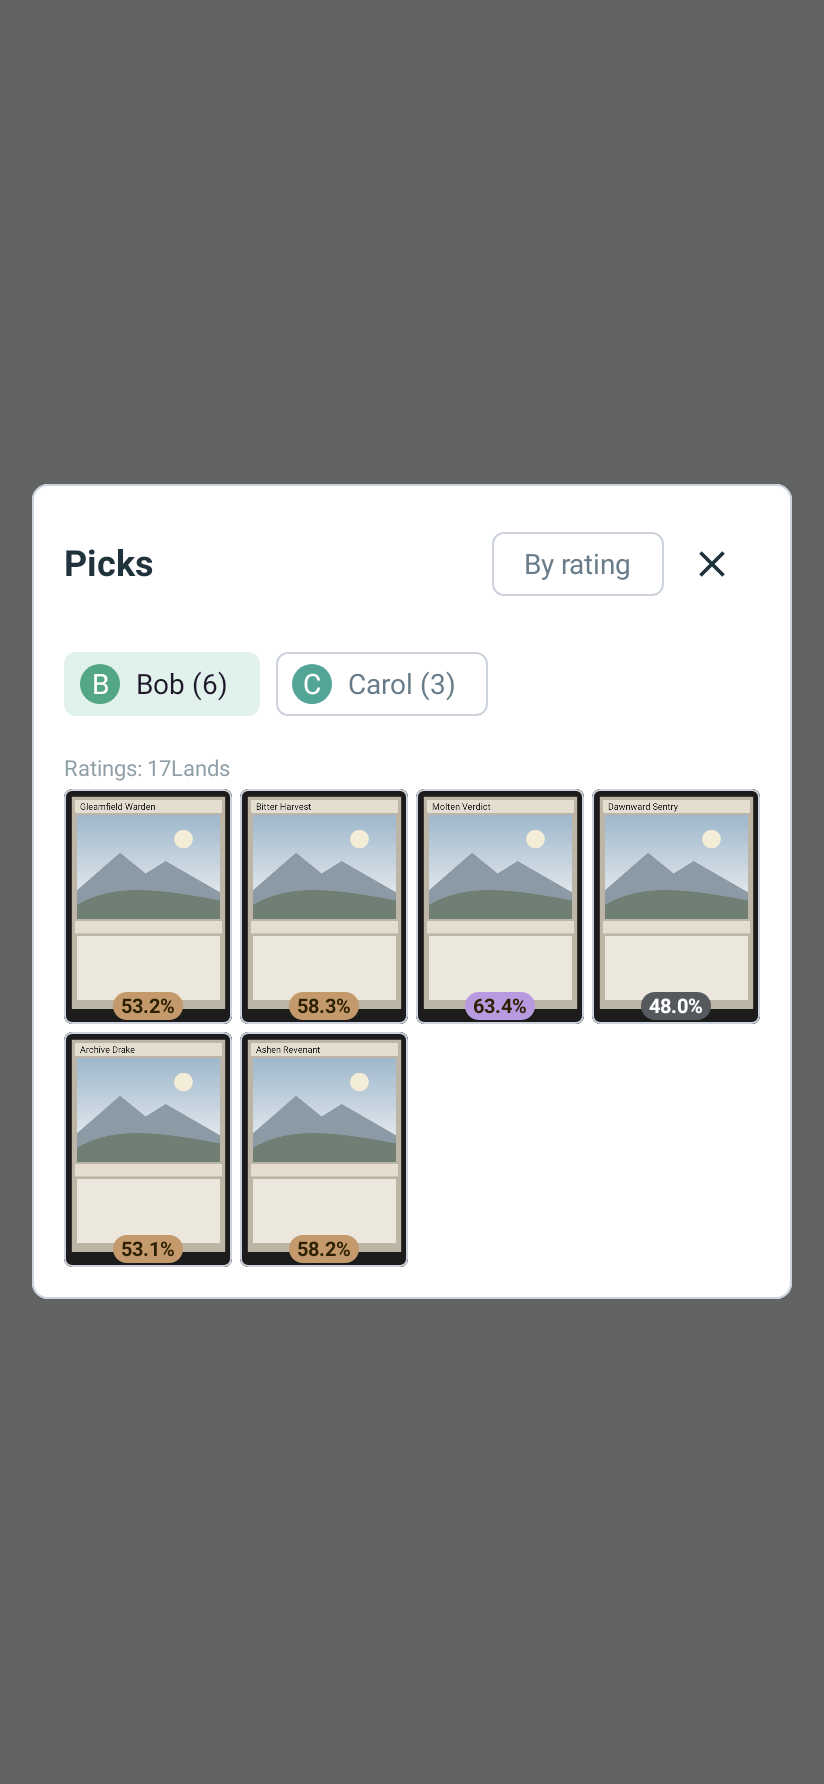 Picks
By rating
B Bob (6)
C Carol (3)
Ratings: 17Lands
Gleamfield Warden
Bitter Harvest
Molten Verdict
Dawnward Sentry
53.2%
58.3%
63.4%
48.0%
Archive Drake
Ashen Revenant
53.1%
58.2%